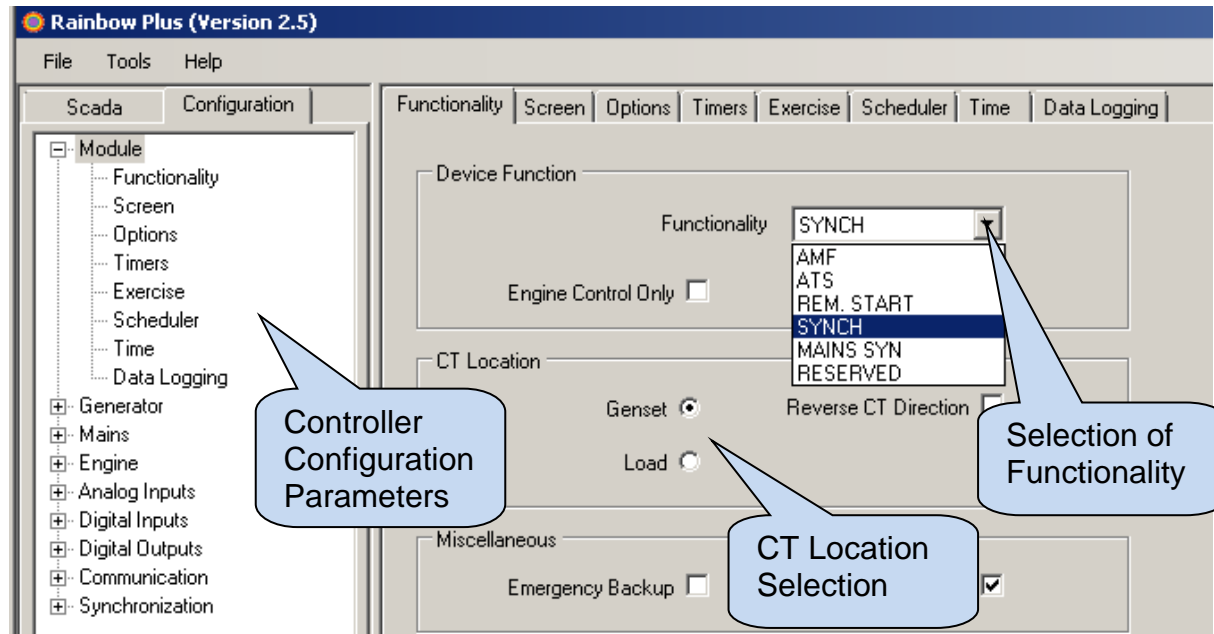 Rainbow Plus (Version 2.5)
File Tools Help
Scada Configuration
Functionality Screen Options Timers Exercise Scheduler Time Data Logging
Module
Functionality
Screen
Options
Timers
Exercise
Scheduler
Time
Data Logging
Generator
Mains
Engine
Analog Inputs
Digital Inputs
Digital Outputs
Communication
Synchronization
Controller
Configuration
Parameters
Device Function
Functionality SYNCH
AMF
ATS
REM. START
SYNCH
MAINS SYN
RESERVED
Engine Control Only
CT Location
Genset
Reverse CT Direction
Load
Selection of
Functionality
CT Location
Selection
Miscellaneous
Emergency Backup